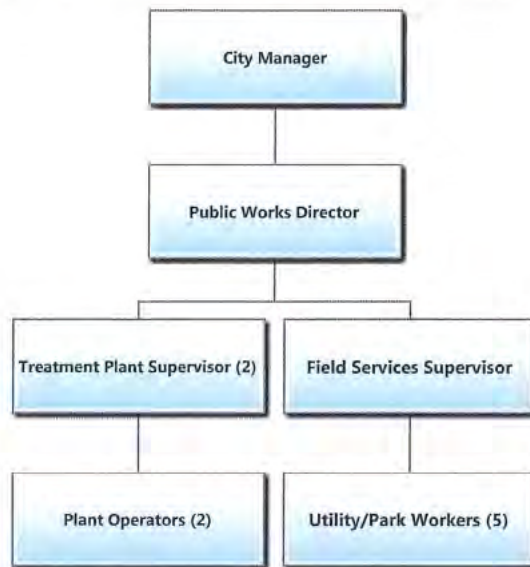 City Manager
Public Works Director
Treatment Plant Supervisor (2)
Field Services Supervisor
Plant Operators (2)
Utility/Park Workers (5)